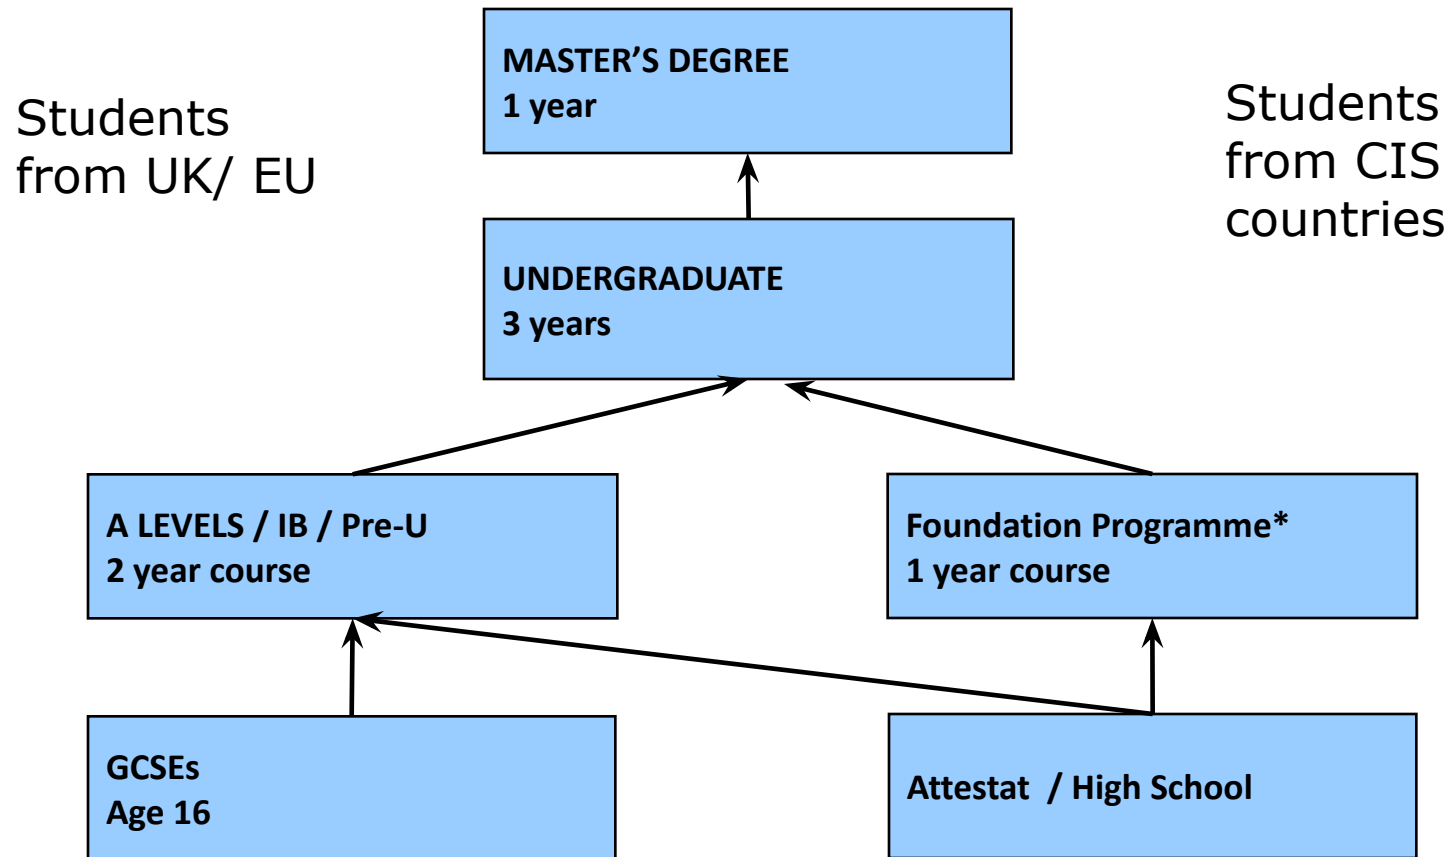 MASTER’S DEGREE
1 year
Students
from UK/ EU
Students
from CIS
countries
UNDERGRADUATE
3 years
A LEVELS / IB / Pre-U
2 year course
Foundation Programme*
1 year course
GCSEs
Age 16
Attestat / High School